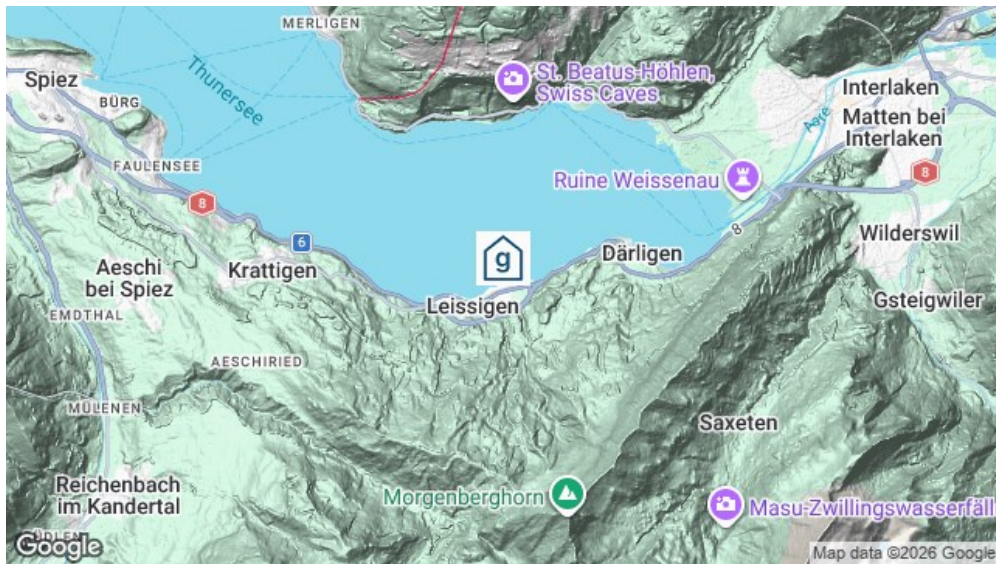 MERLIGEN
Thunersee
Spiez
BÜRG
St. Beatus-Höhlen,
Swiss Caves
Interlaken
Aare
Matten bei
Interlaken
FAULENSEE
Ruine Weissenau
8
8
8
6
g
Wilderswil
Därligen
Aeschi
bei Spiez
Krattigen
Leissigen
Gsteigwiler
EMDTHAL
AESCHIRIED
MÜLENEN
Saxeten
Reichenbach
im Kandertal
Morgenberghorn
Masu-Zwillingswasserfäll
Google
Map data ©2026 Google